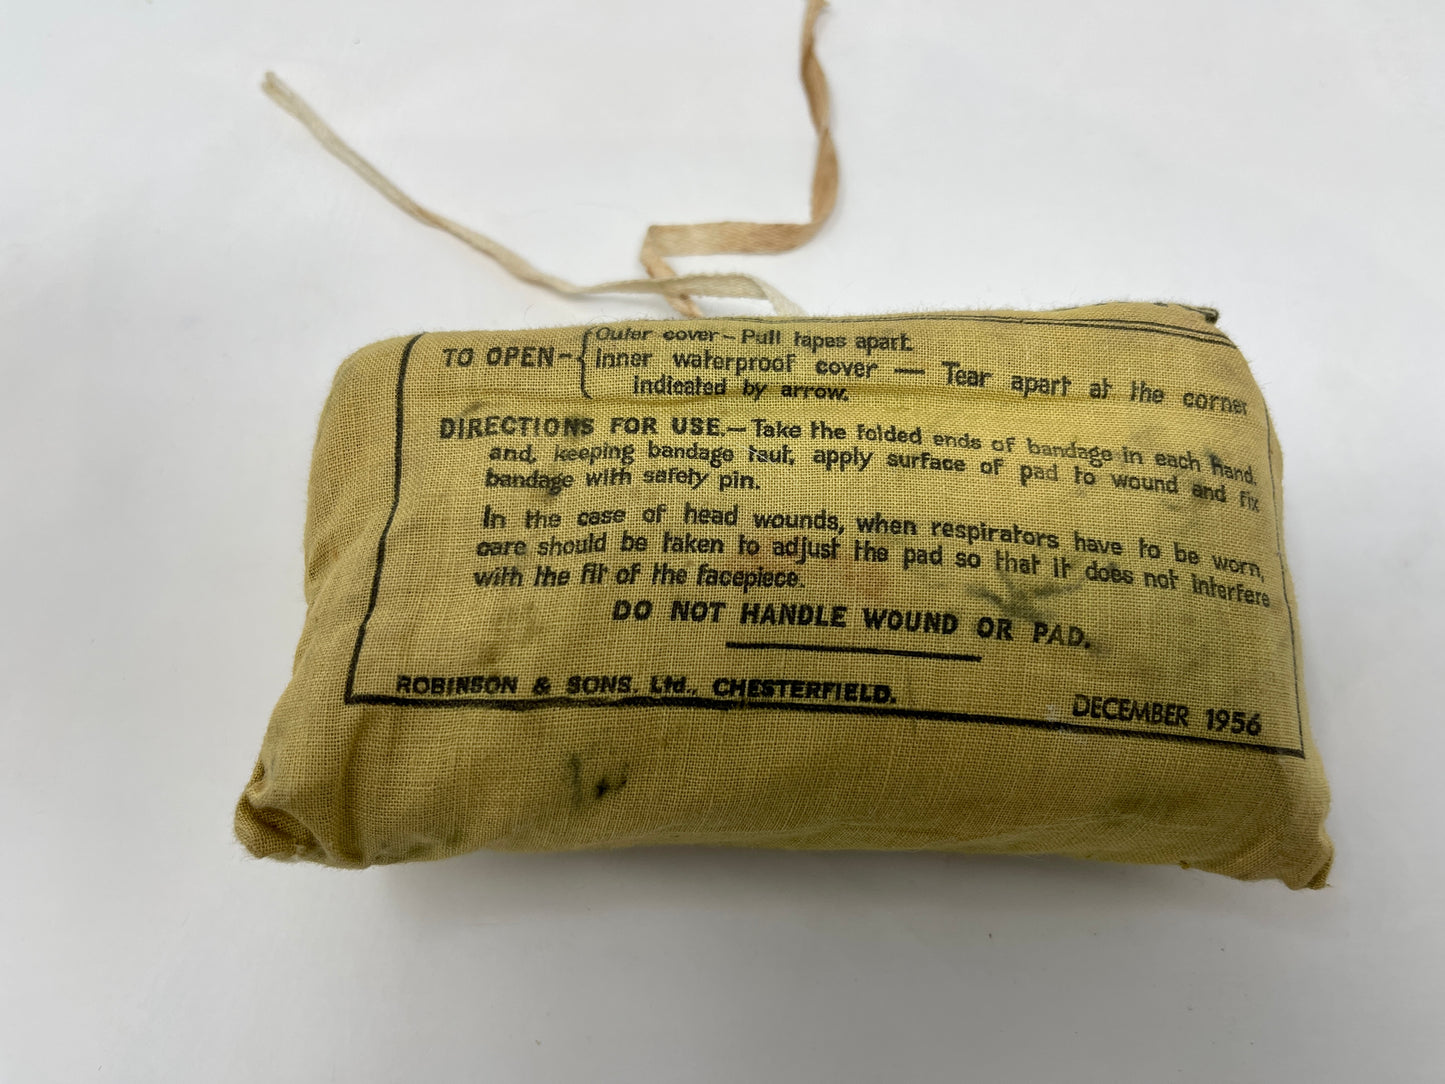 TO OPEN – { Outer cover – Pull tapes apart.
Inner waterproof cover — Tear apart at the corner
indicated by arrow.
DIRECTIONS FOR USE.— Take the folded ends of bandage in each hand,
and, keeping bandage taut, apply surface of pad to wound and fix
bandage with safety pin.
In the case of head wounds, when respirators have to be worn,
care should be taken to adjust the pad so that it does not interfere
with the fit of the facepiece.
DO NOT HANDLE WOUND OR PAD.
ROBINSON & SONS. Ltd., CHESTERFIELD.
DECEMBER 1956